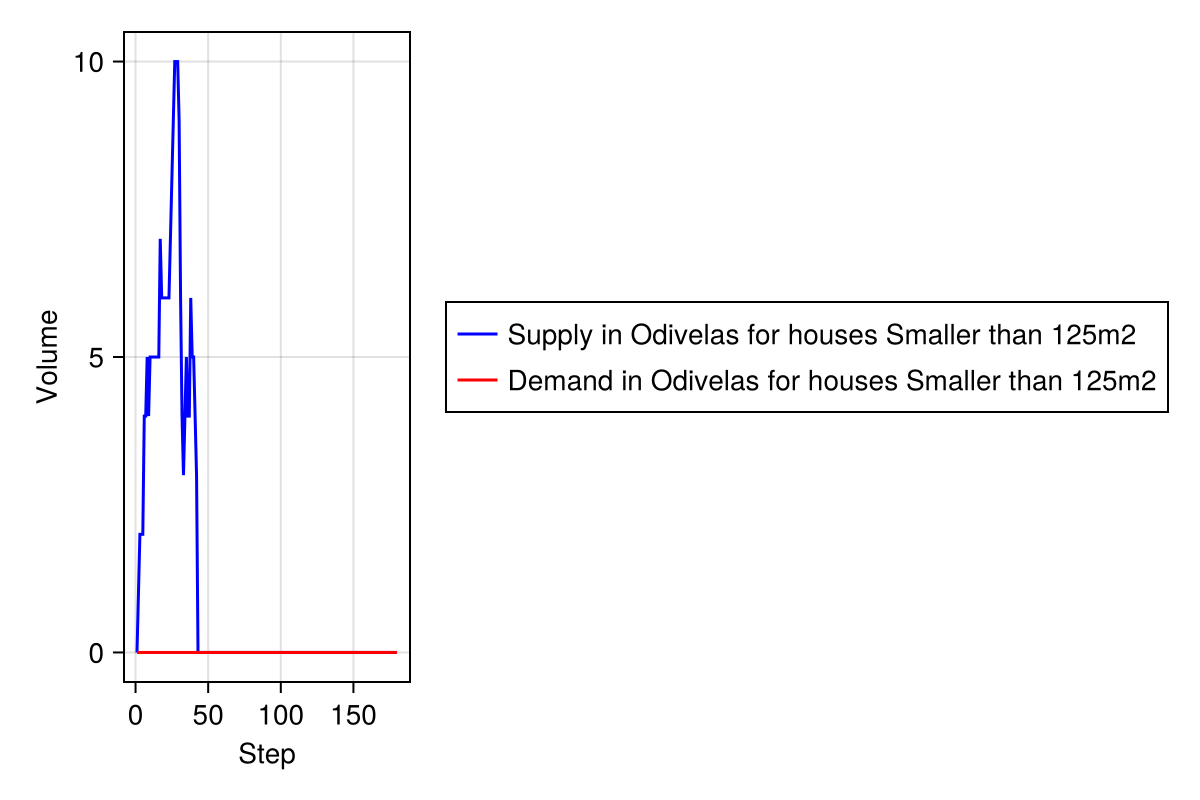 10
5
0
Volume
0 50 100 150
Step
Supply in Odivelas for houses Smaller than 125m2
Demand in Odivelas for houses Smaller than 125m2